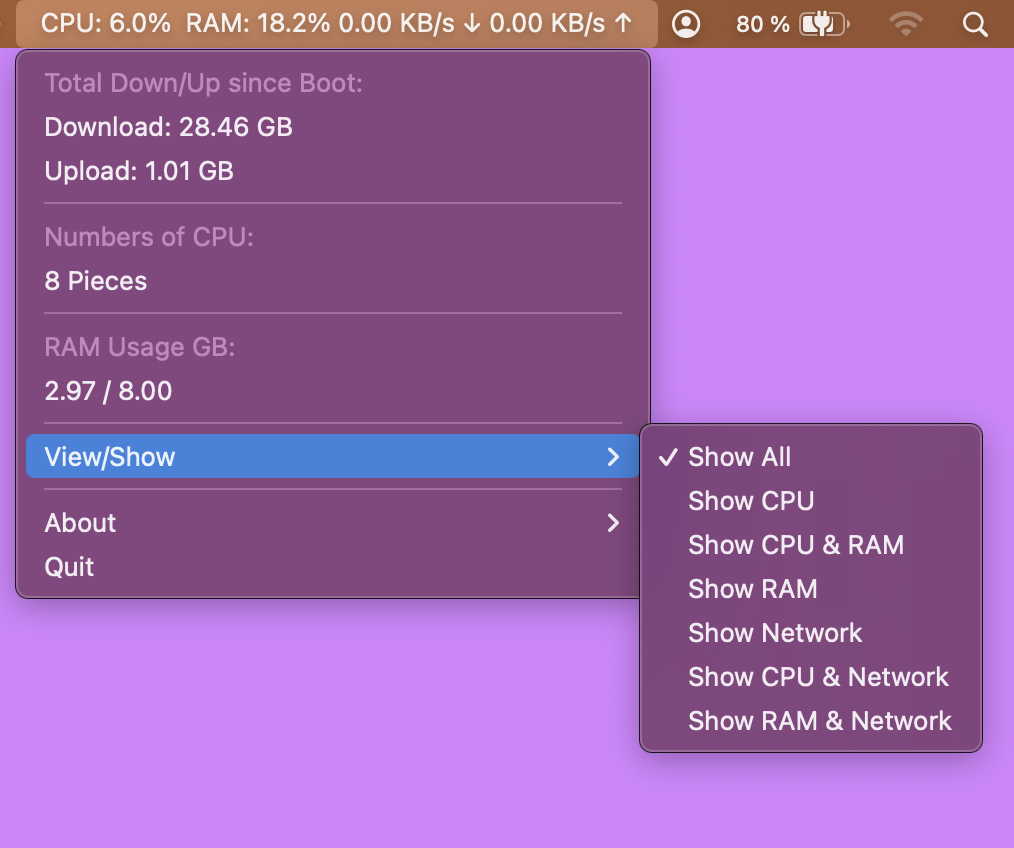 CPU: 6.0% RAM: 18.2% 0.00 KB/s ↓ 0.00 KB/s ↑ 80 %
Total Down/Up since Boot:
Download: 28.46 GB
Upload: 1.01 GB
Numbers of CPU:
8 Pieces
RAM Usage GB:
2.97 / 8.00
View/Show
About
Quit
✓ Show All
Show CPU
Show CPU & RAM
Show RAM
Show Network
Show CPU & Network
Show RAM & Network